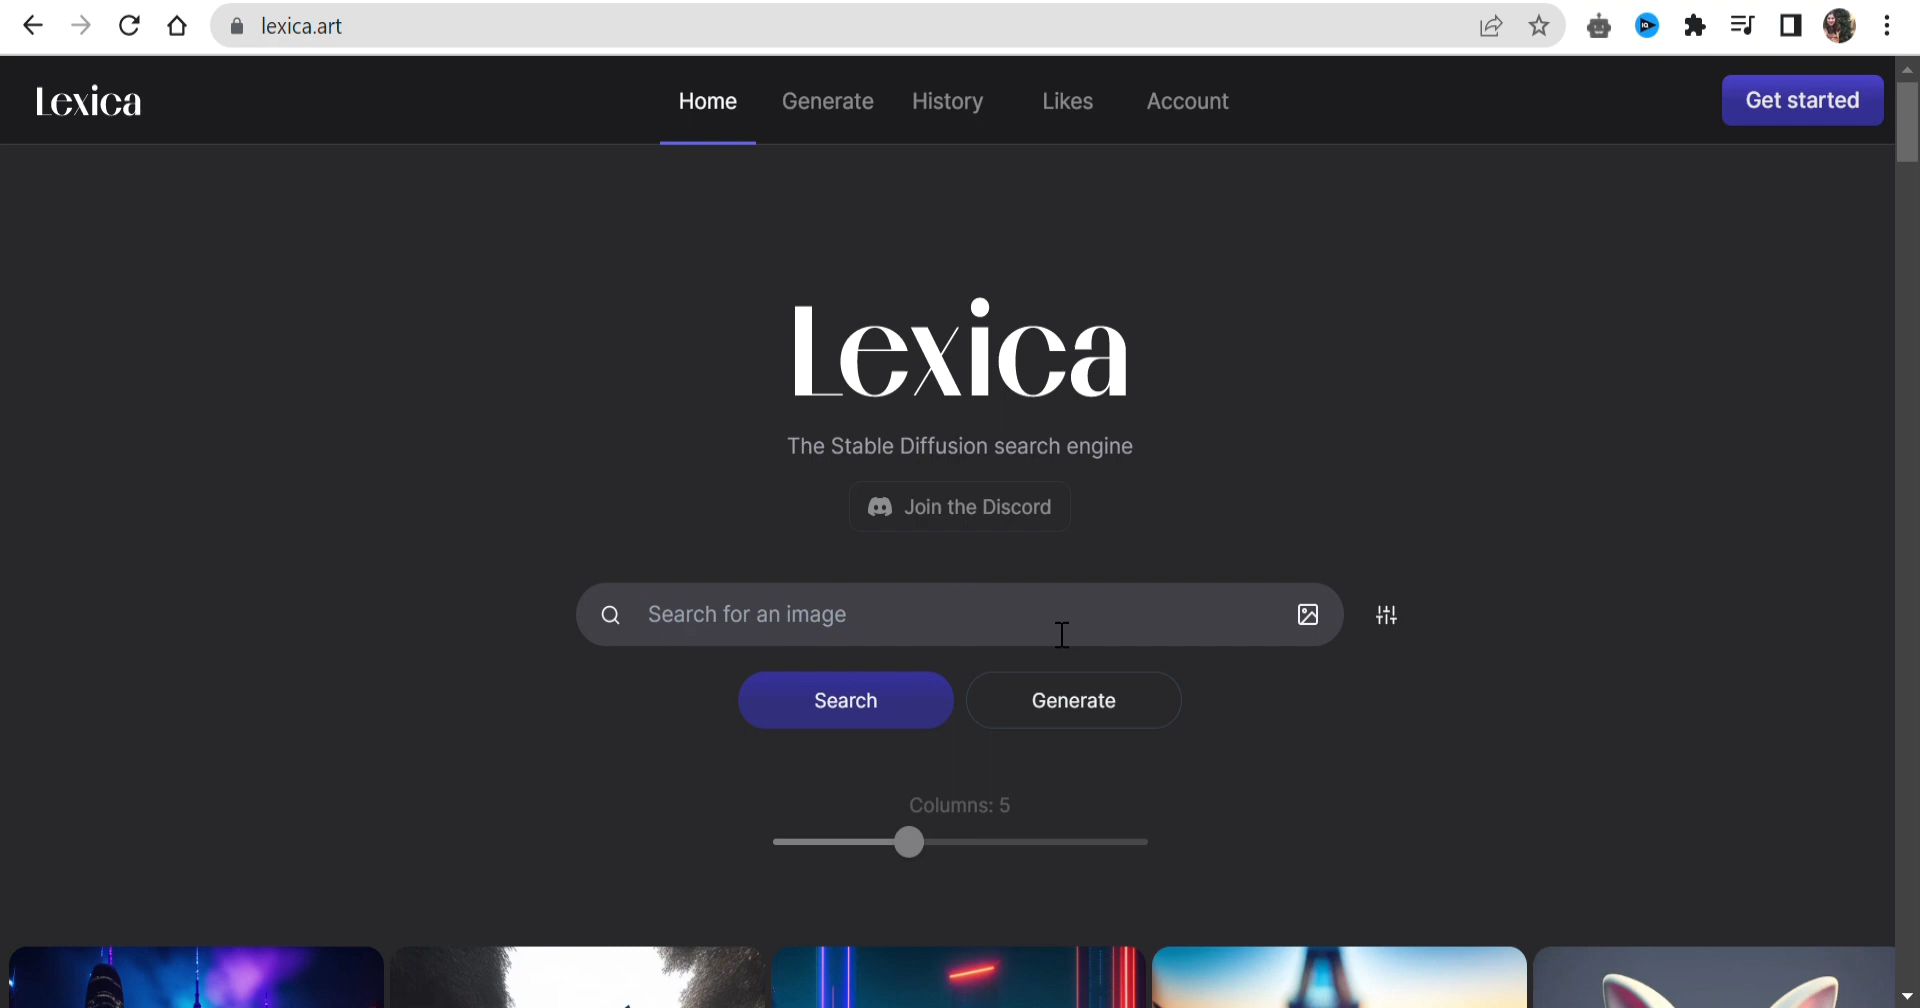 lexica.art
Lexica
Home Generate History Likes Account
Get started
Lexica
The Stable Diffusion search engine
Join the Discord
Search for an image
Search Generate
Columns: 5